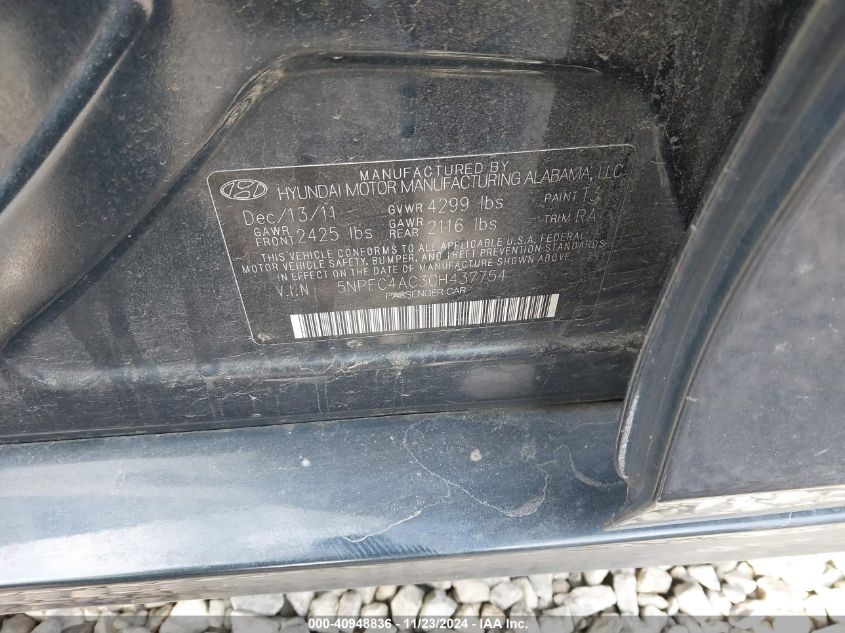 MANUFACTURED BY
HYUNDAI MOTOR MANUFACTURING ALABAMA, LLC
Dec/13/11 GVWR 4299 lbs PAINT T3
GAWR FRONT 2425 lbs GAWR REAR 2116 lbs TRIM RA
THIS VEHICLE CONFORMS TO ALL APPLICABLE U.S.A. FEDERAL
MOTOR VEHICLE SAFETY, BUMPER, AND THEFT PREVENTION STANDARDS
IN EFFECT ON THE DATE OF MANUFACTURE SHOWN ABOVE.
V.I.N 5NPEC4AC3CH437754
PASSENGER CAR
000-40948836 - 11/23/2024 - IAA Inc.